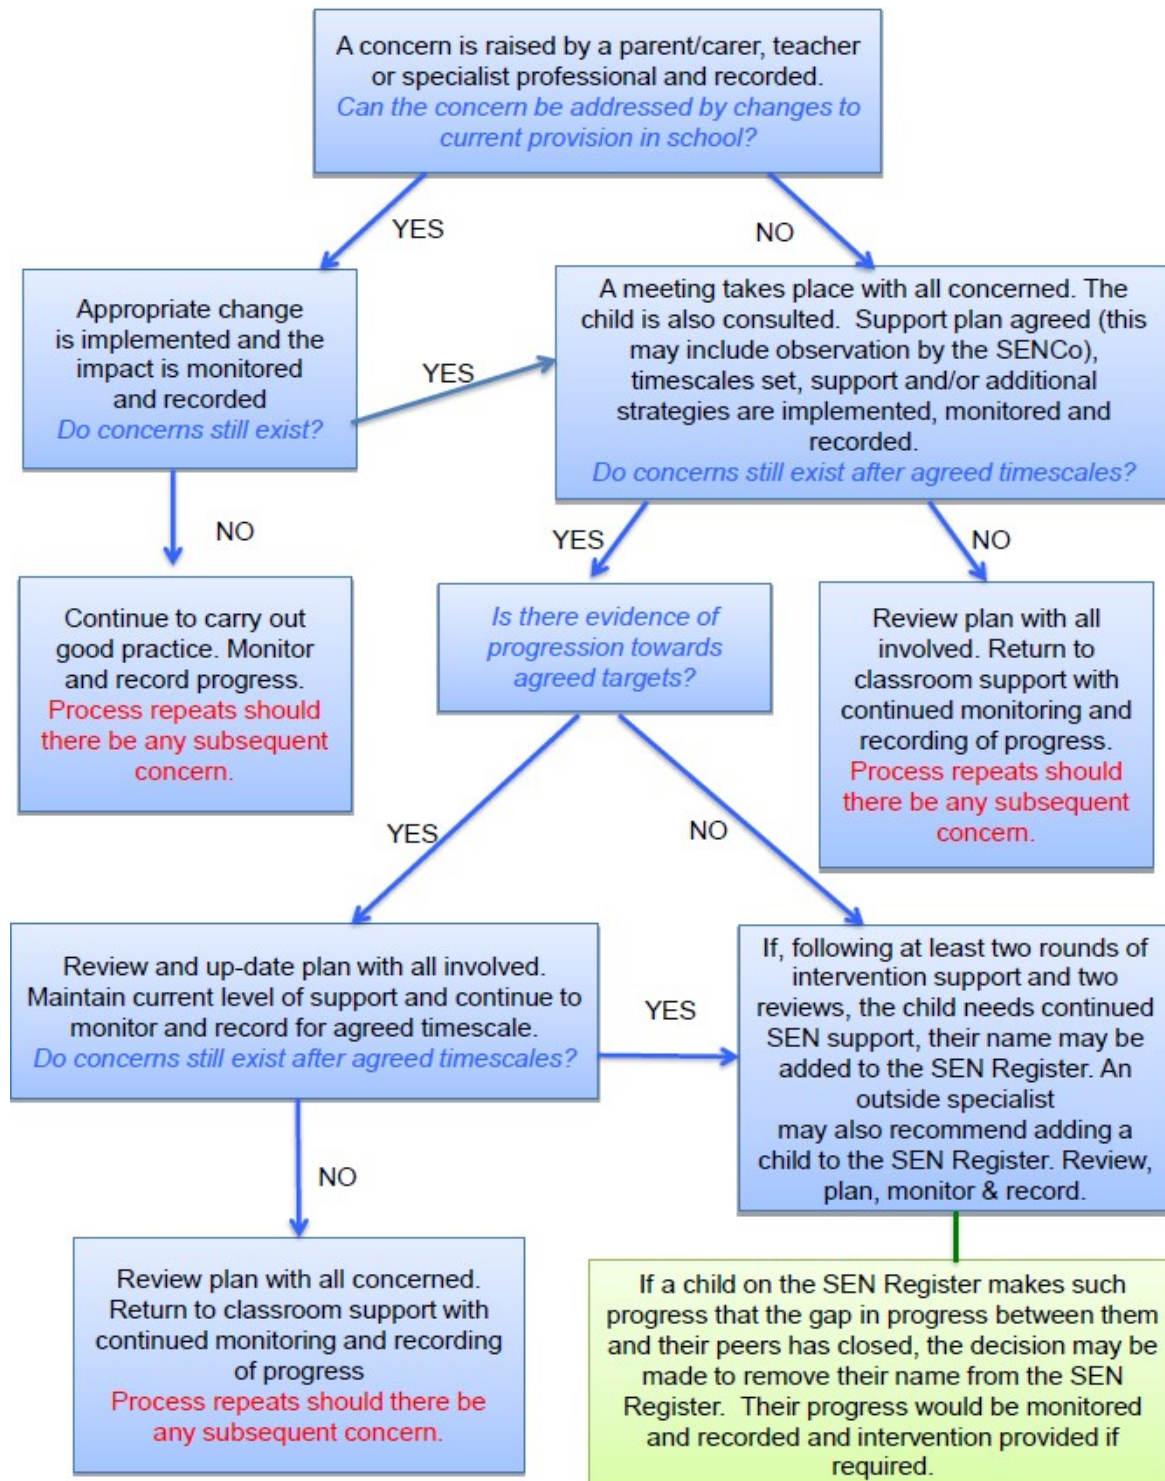 A concern is raised by a parent/carer, teacher
or specialist professional and recorded.
Can the concern be addressed by changes to
current provision in school?
YES
NO
Appropriate change
is implemented and the
impact is monitored
and recorded
Do concerns still exist?
YES
A meeting takes place with all concerned. The
child is also consulted. Support plan agreed (this
may include observation by the SENCo),
timescales set, support and/or additional
strategies are implemented, monitored and
recorded.
Do concerns still exist after agreed timescales?
NO
YES
NO
Continue to carry out
good practice. Monitor
and record progress.
Process repeats should
there be any subsequent
concern.
Is there evidence of
progression towards
agreed targets?
Review plan with all
involved. Return to
classroom support with
continued monitoring and
recording of progress.
Process repeats should
there be any subsequent
concern.
YES
NO
Review and up-date plan with all involved.
Maintain current level of support and continue to
monitor and record for agreed timescale.
Do concerns still exist after agreed timescales?
YES
If, following at least two rounds of
intervention support and two
reviews, the child needs continued
SEN support, their name may be
added to the SEN Register. An
outside specialist
may also recommend adding a
child to the SEN Register. Review,
plan, monitor & record.
NO
Review plan with all concerned.
Return to classroom support with
continued monitoring and recording
of progress
Process repeats should there be
any subsequent concern.
If a child on the SEN Register makes such
progress that the gap in progress between them
and their peers has closed, the decision may be
made to remove their name from the SEN
Register. Their progress would be monitored
and recorded and intervention provided if
required.